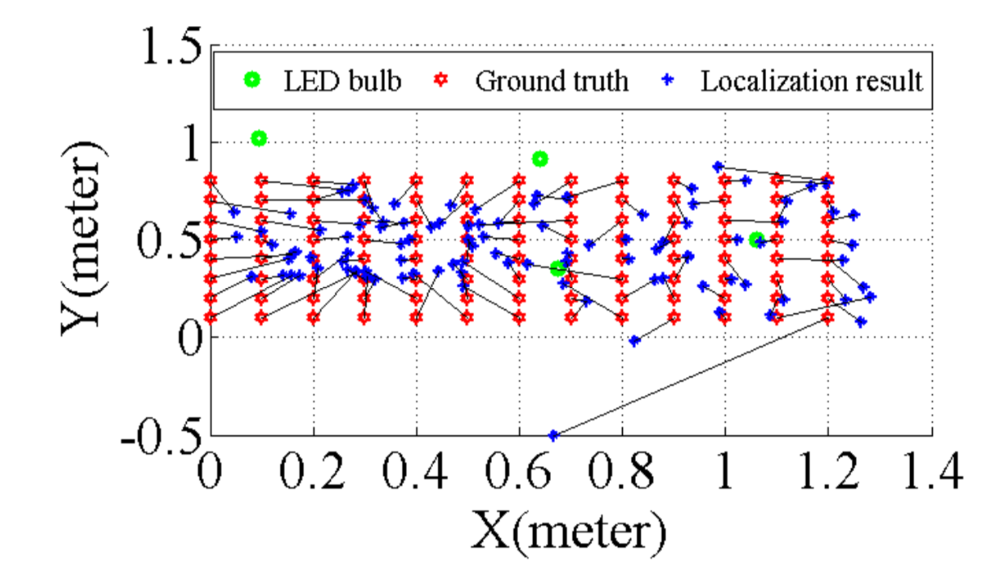 1.5
LED bulb Ground truth Localization result
1
0.5
0
-0.5
Y(meter)
0 0.2 0.4 0.6 0.8 1 1.2 1.4
X(meter)